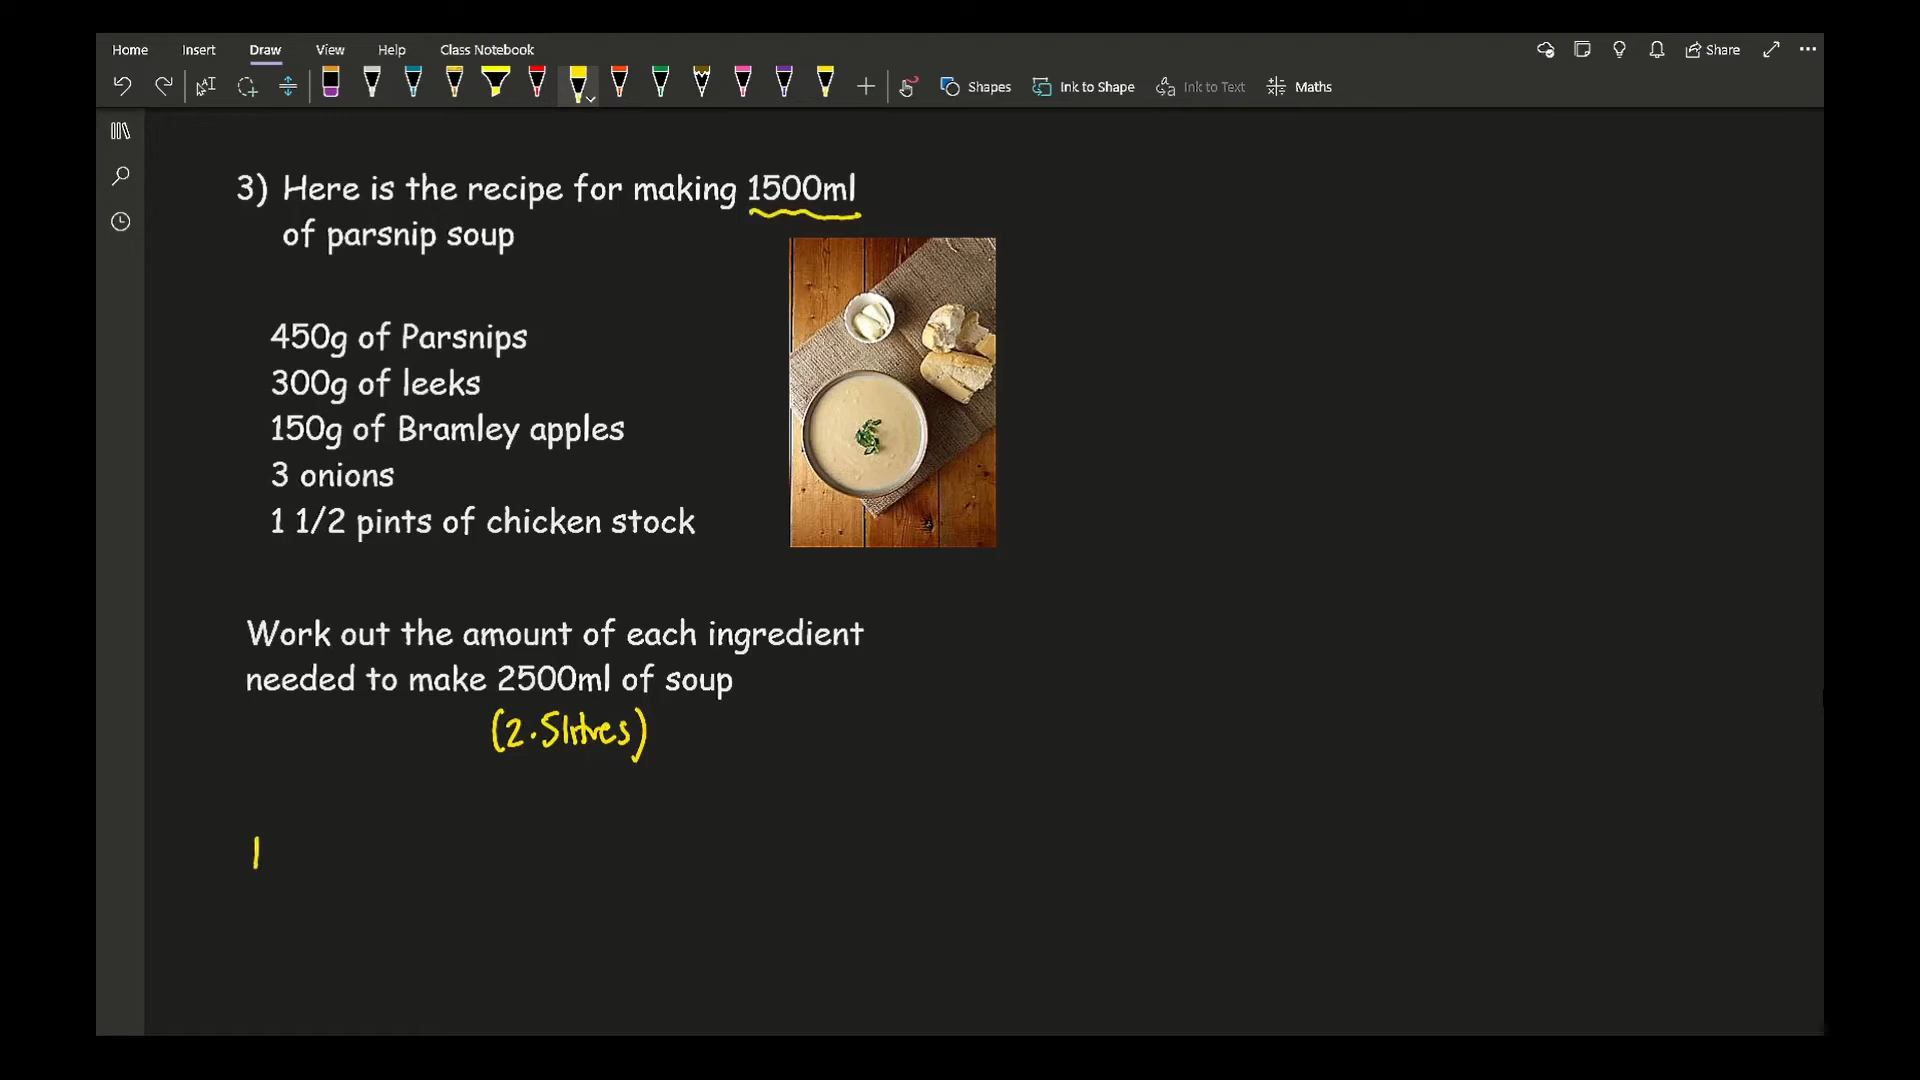 Home Insert Draw View Help Class Notebook Share
Shapes Ink to Shape Ink to Text Maths
3) Here is the recipe for making 1500ml
of parsnip soup
450g of Parsnips
300g of leeks
150g of Bramley apples
3 onions
1 1/2 pints of chicken stock
Work out the amount of each ingredient
needed to make 2500ml of soup
(2.5litres)
1